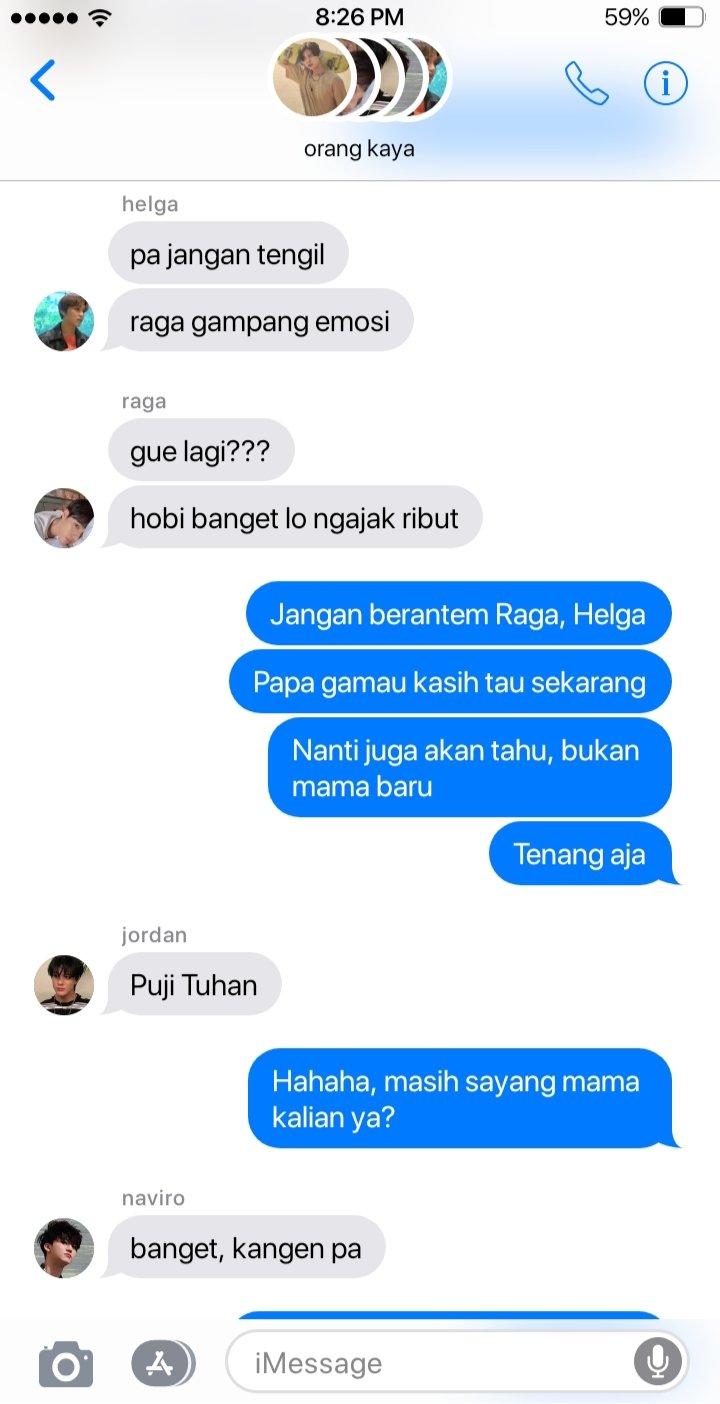 8:26 PM
59%
orang kaya
helga
pa jangan tengil
raga gampang emosi
raga
gue lagi???
hobi banget lo ngajak ribut
Jangan berantem Raga, Helga
Papa gamau kasih tau sekarang
Nanti juga akan tahu, bukan
mama baru
Tenang aja
jordan
Puji Tuhan
Hahaha, masih sayang mama
kalian ya?
naviro
banget, kangen pa
iMessage